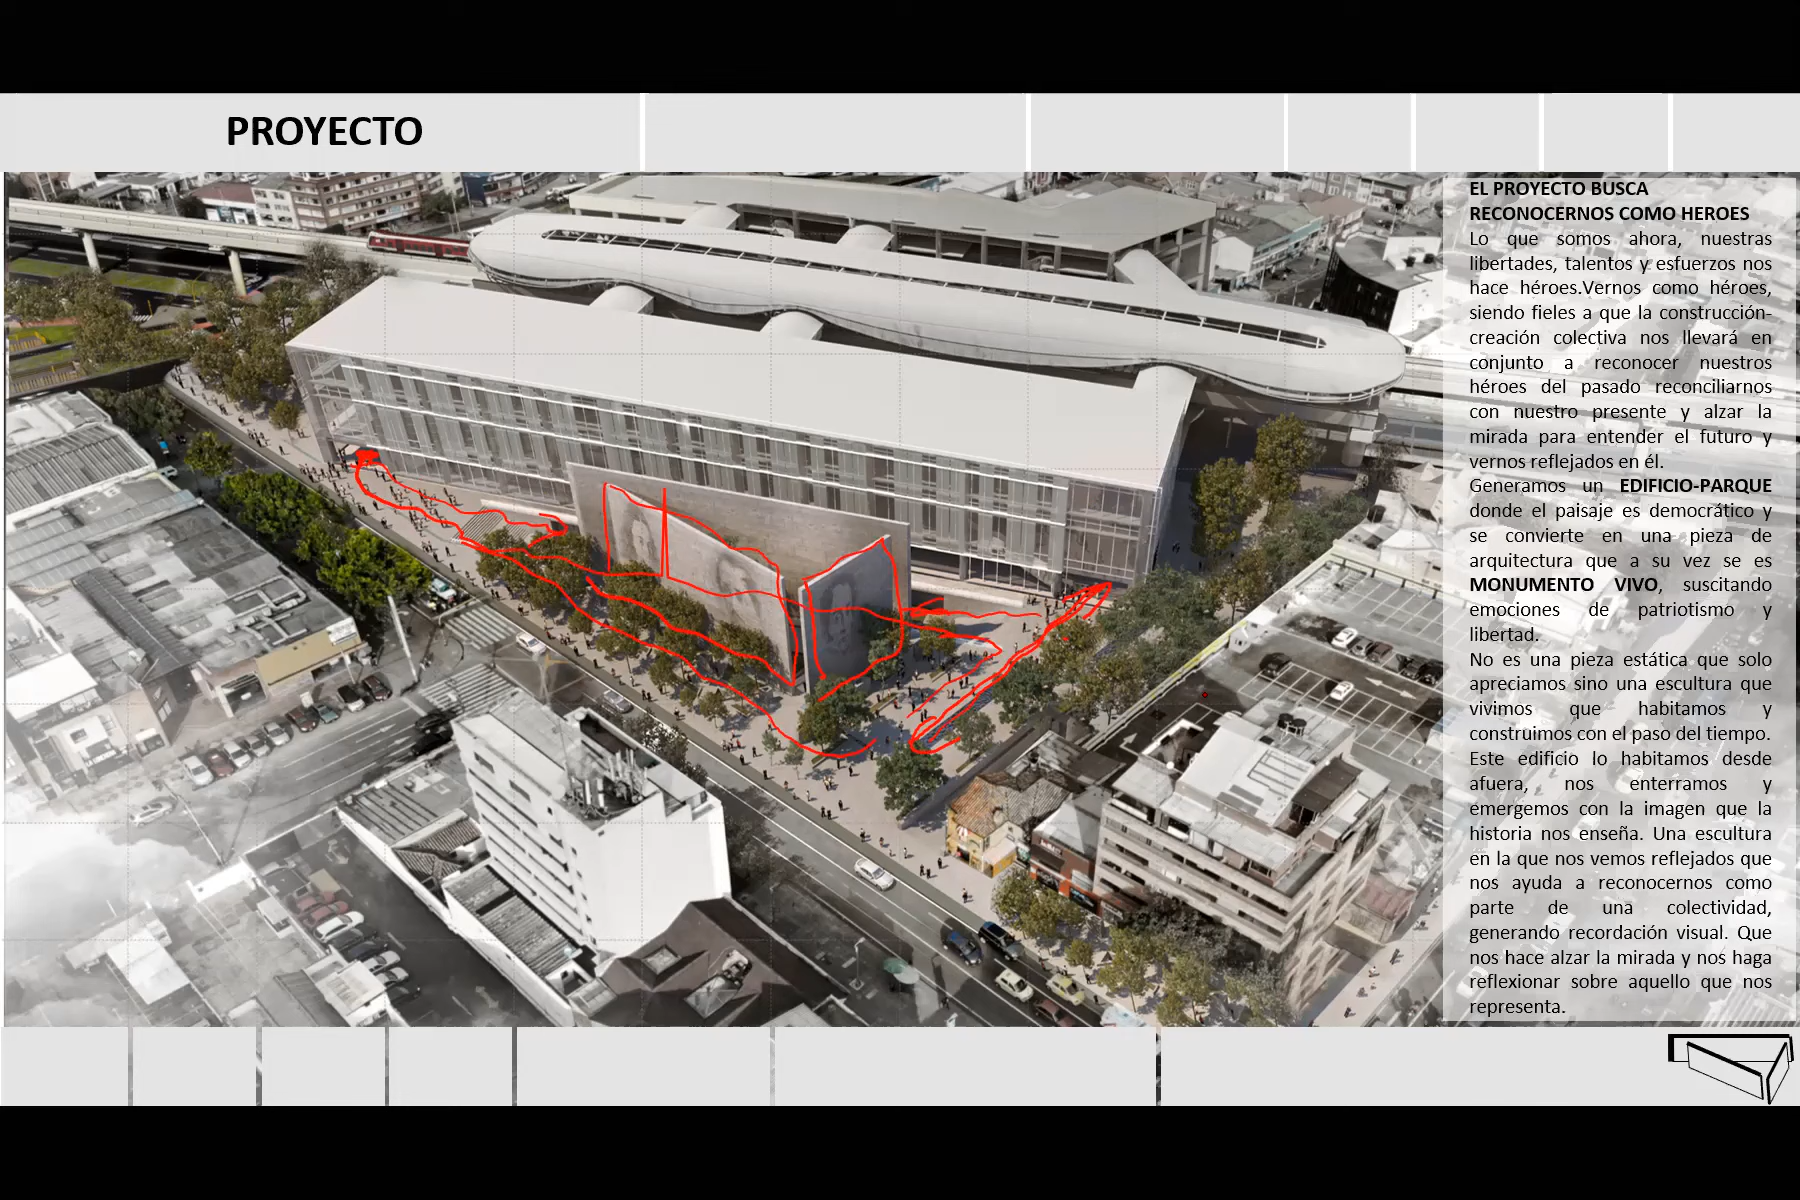 PROYECTO
EL PROYECTO BUSCA
RECONOCERNOS COMO HEROES
Lo que somos ahora, nuestras
libertades, talentos y esfuerzos nos
hace héroes.Vernos como héroes,
siendo fieles a que la construcción-
creación colectiva nos llevará en
conjunto a reconocer nuestros
héroes del pasado reconciliarnos
con nuestro presente y alzar la
mirada para entender el futuro y
vernos reflejados en él.
Generamos un EDIFICIO-PARQUE
donde el paisaje es democrático y
se convierte en una pieza de
arquitectura que a su vez se es
MONUMENTO VIVO, suscitando
emociones de patriotismo y
libertad.
No es una pieza estática que solo
apreciamos sino una escultura que
vivimos que habitamos y
construimos con el paso del tiempo.
Este edificio lo habitamos desde
afuera, nos enterramos y
emergemos con la imagen que la
historia nos enseña. Una escultura
en la que nos vemos reflejados que
nos ayuda a reconocernos como
parte de una colectividad,
generando recordación visual. Que
nos hace alzar la mirada y nos haga
reflexionar sobre aquello que nos
representa.